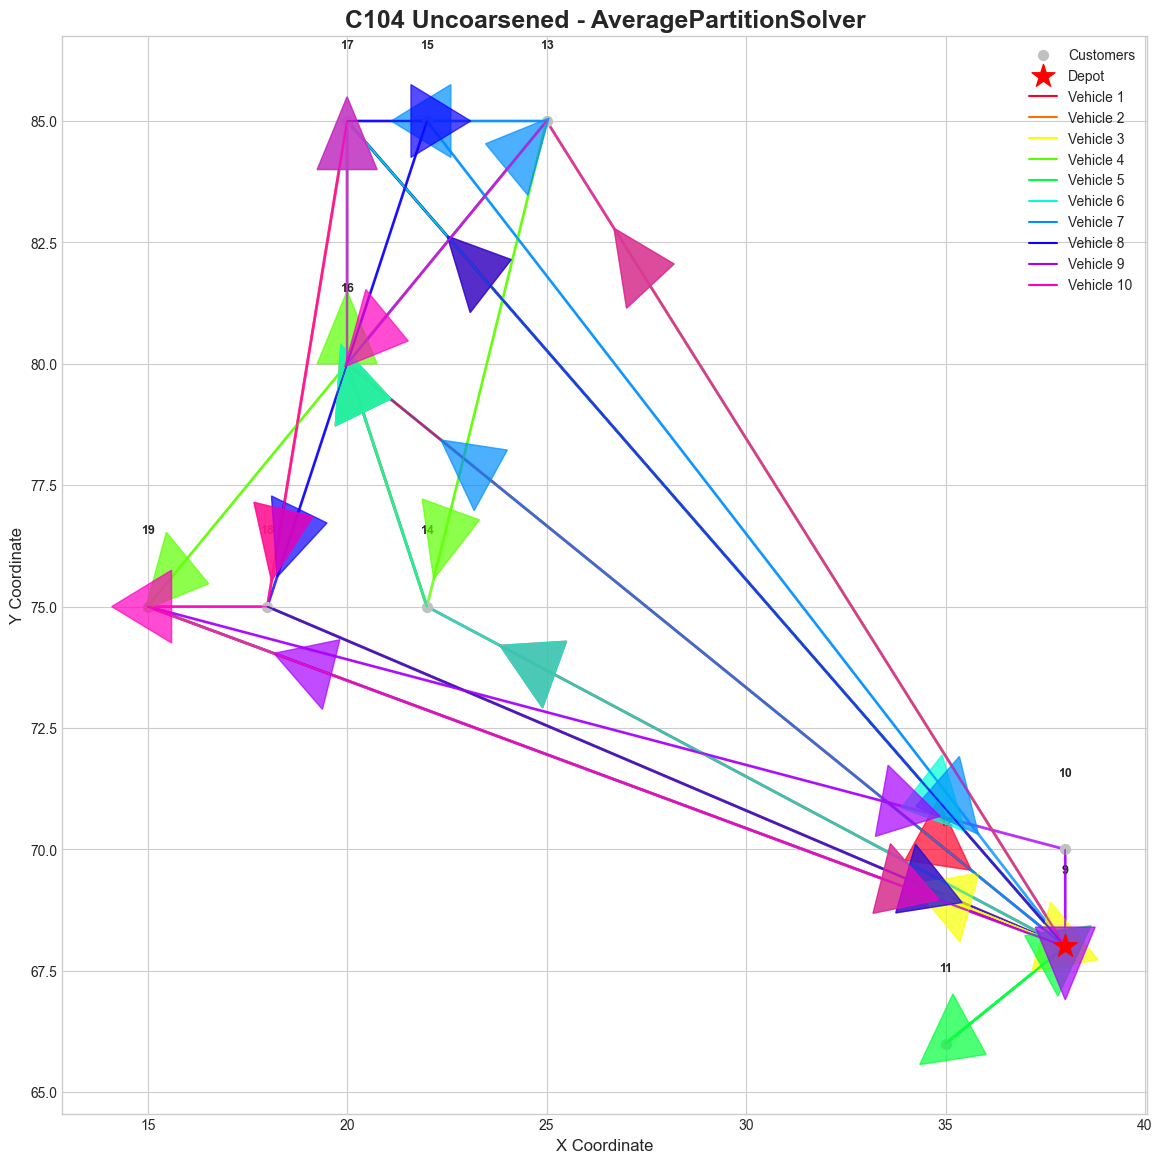 C104 Uncoarsened - AveragePartitionSolver
17
15
13
Customers
Depot
Vehicle 1
Vehicle 2
Vehicle 3
Vehicle 4
Vehicle 5
Vehicle 6
Vehicle 7
Vehicle 8
Vehicle 9
Vehicle 10
85.0
82.5
16
80.0
77.5
19
18
14
75.0
72.5
10
70.0
9
67.5
11
65.0
Y Coordinate
15
20
25
30
35
40
X Coordinate